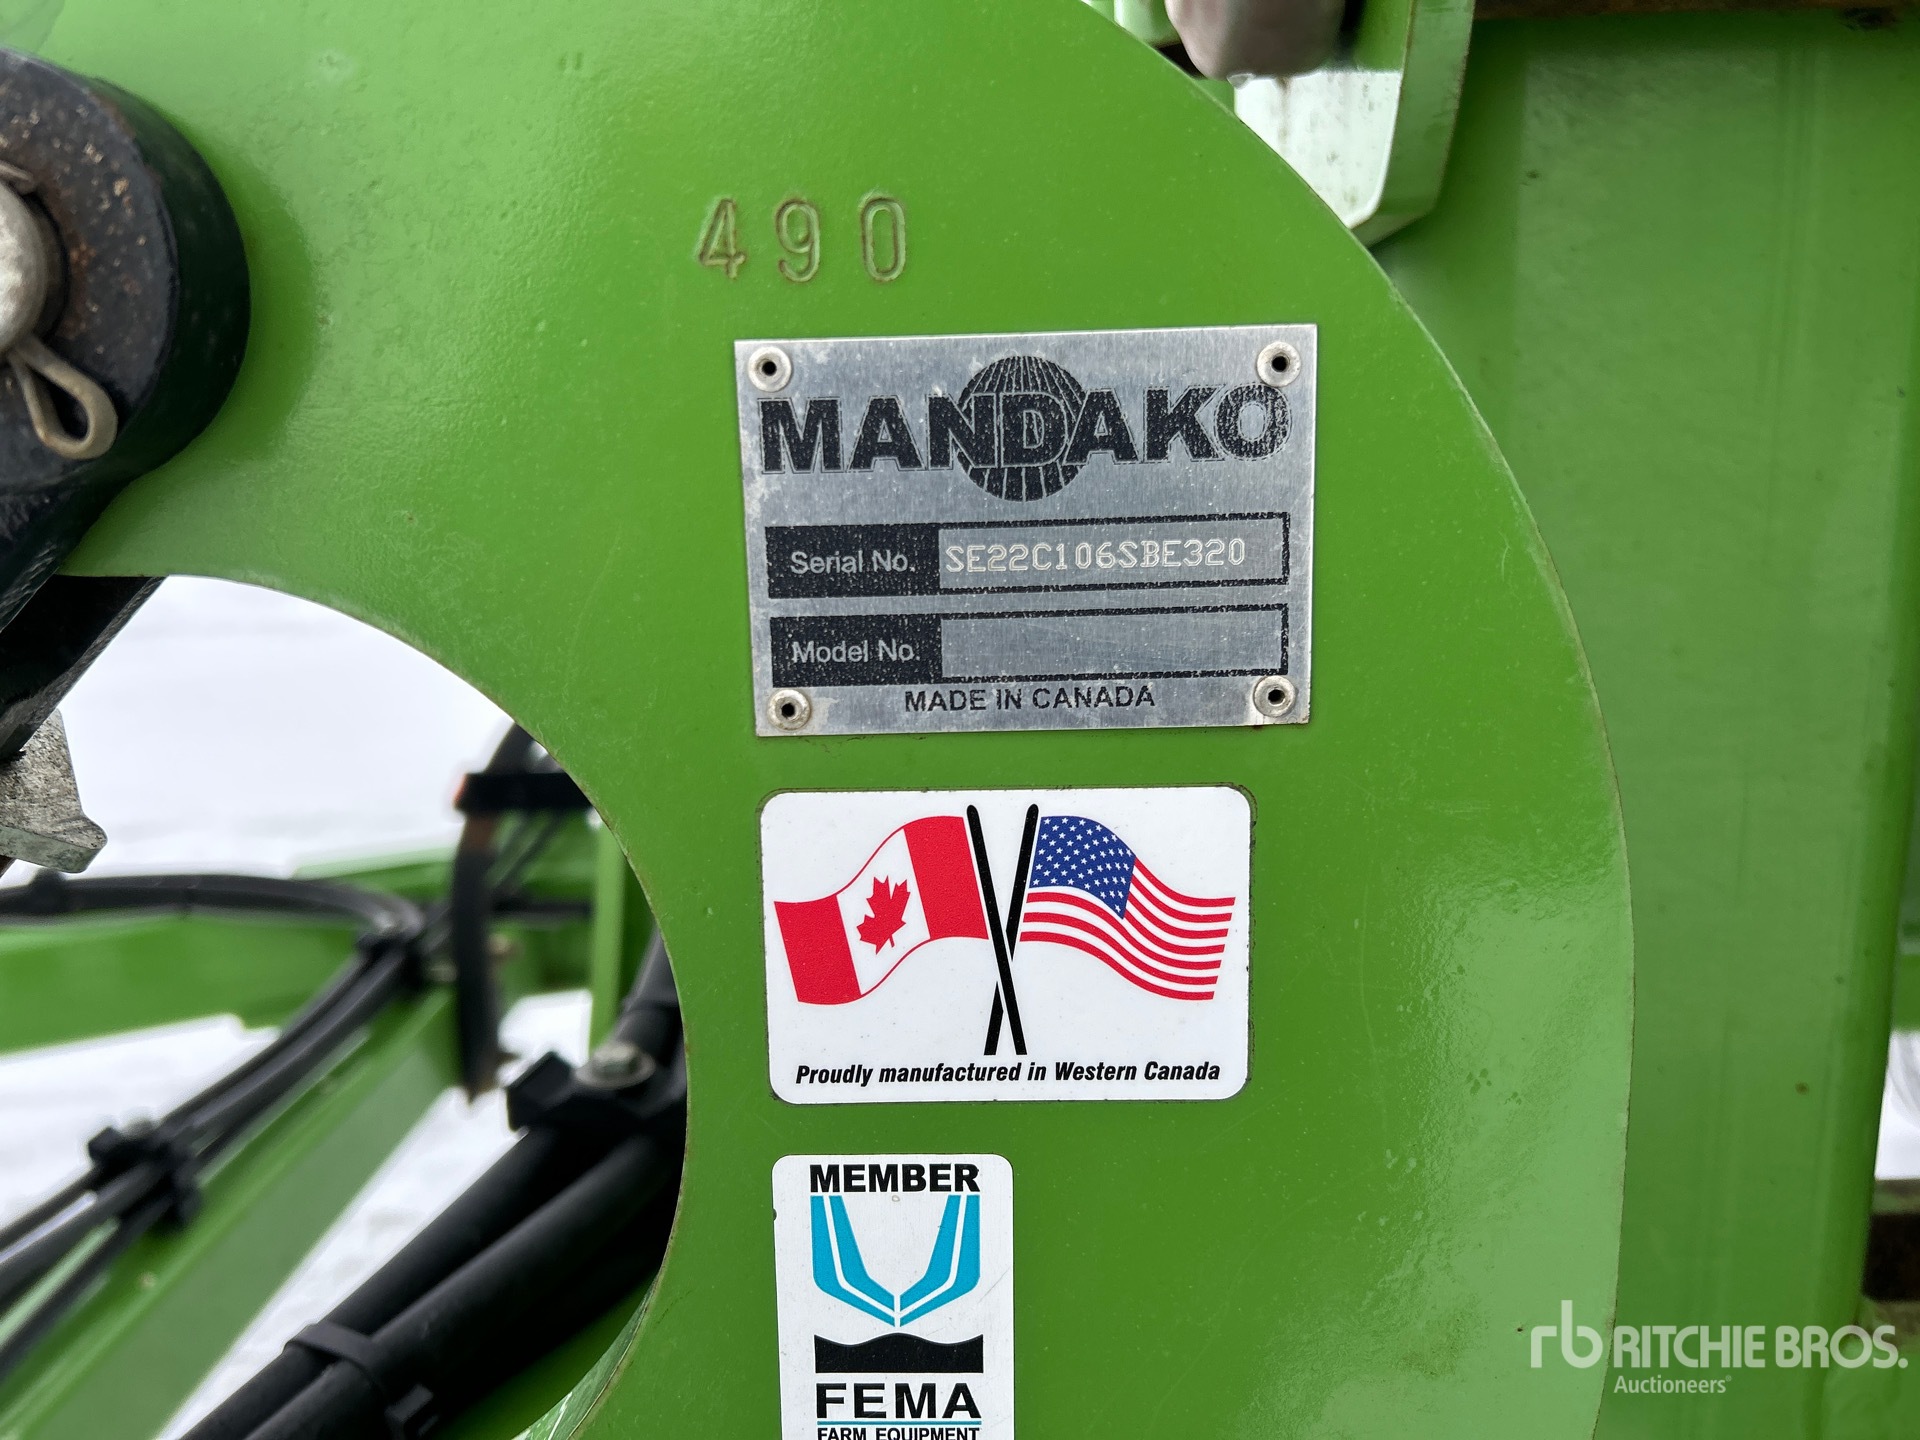 490
MANDAKO
Serial No. SE22C106SBE320
Model No.
MADE IN CANADA
Proudly manufactured in Western Canada
MEMBER
FEMA
FARM EQUIPMENT
rb RITCHIE BROS.
Auctioneers